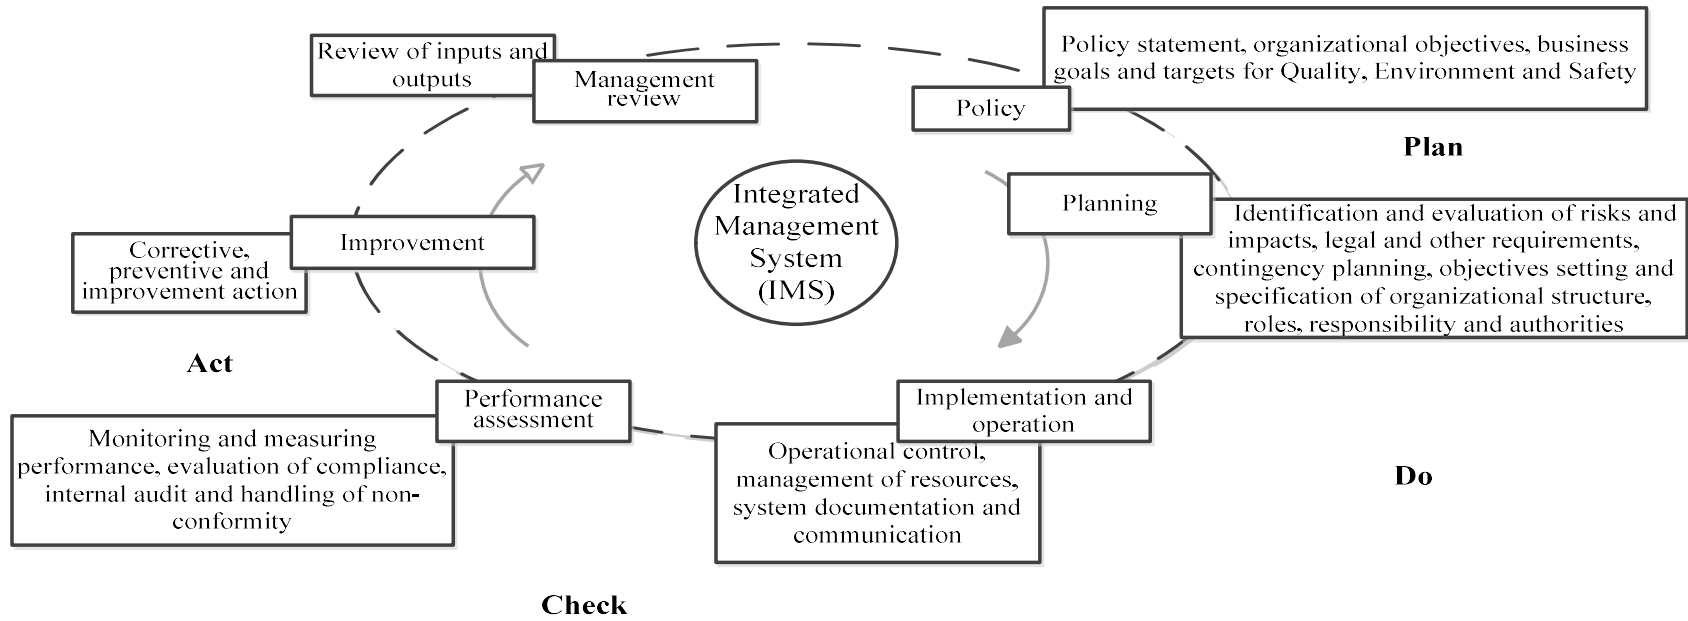 Review of inputs and
outputs
Management
review
Policy statement, organizational objectives, business
goals and targets for Quality, Environment and Safety
Policy
Plan
Planning
Identification and evaluation of risks and
impacts, legal and other requirements,
contingency planning, objectives setting and
specification of organizational structure,
roles, responsibility and authorities
Integrated
Management
System
(IMS)
Improvement
Corrective,
preventive and
improvement action
Act
Performance
assessment
Monitoring and measuring
performance, evaluation of compliance,
internal audit and handling of non-
conformity
Implementation and
operation
Operational control,
management of resources,
system documentation and
communication
Do
Check